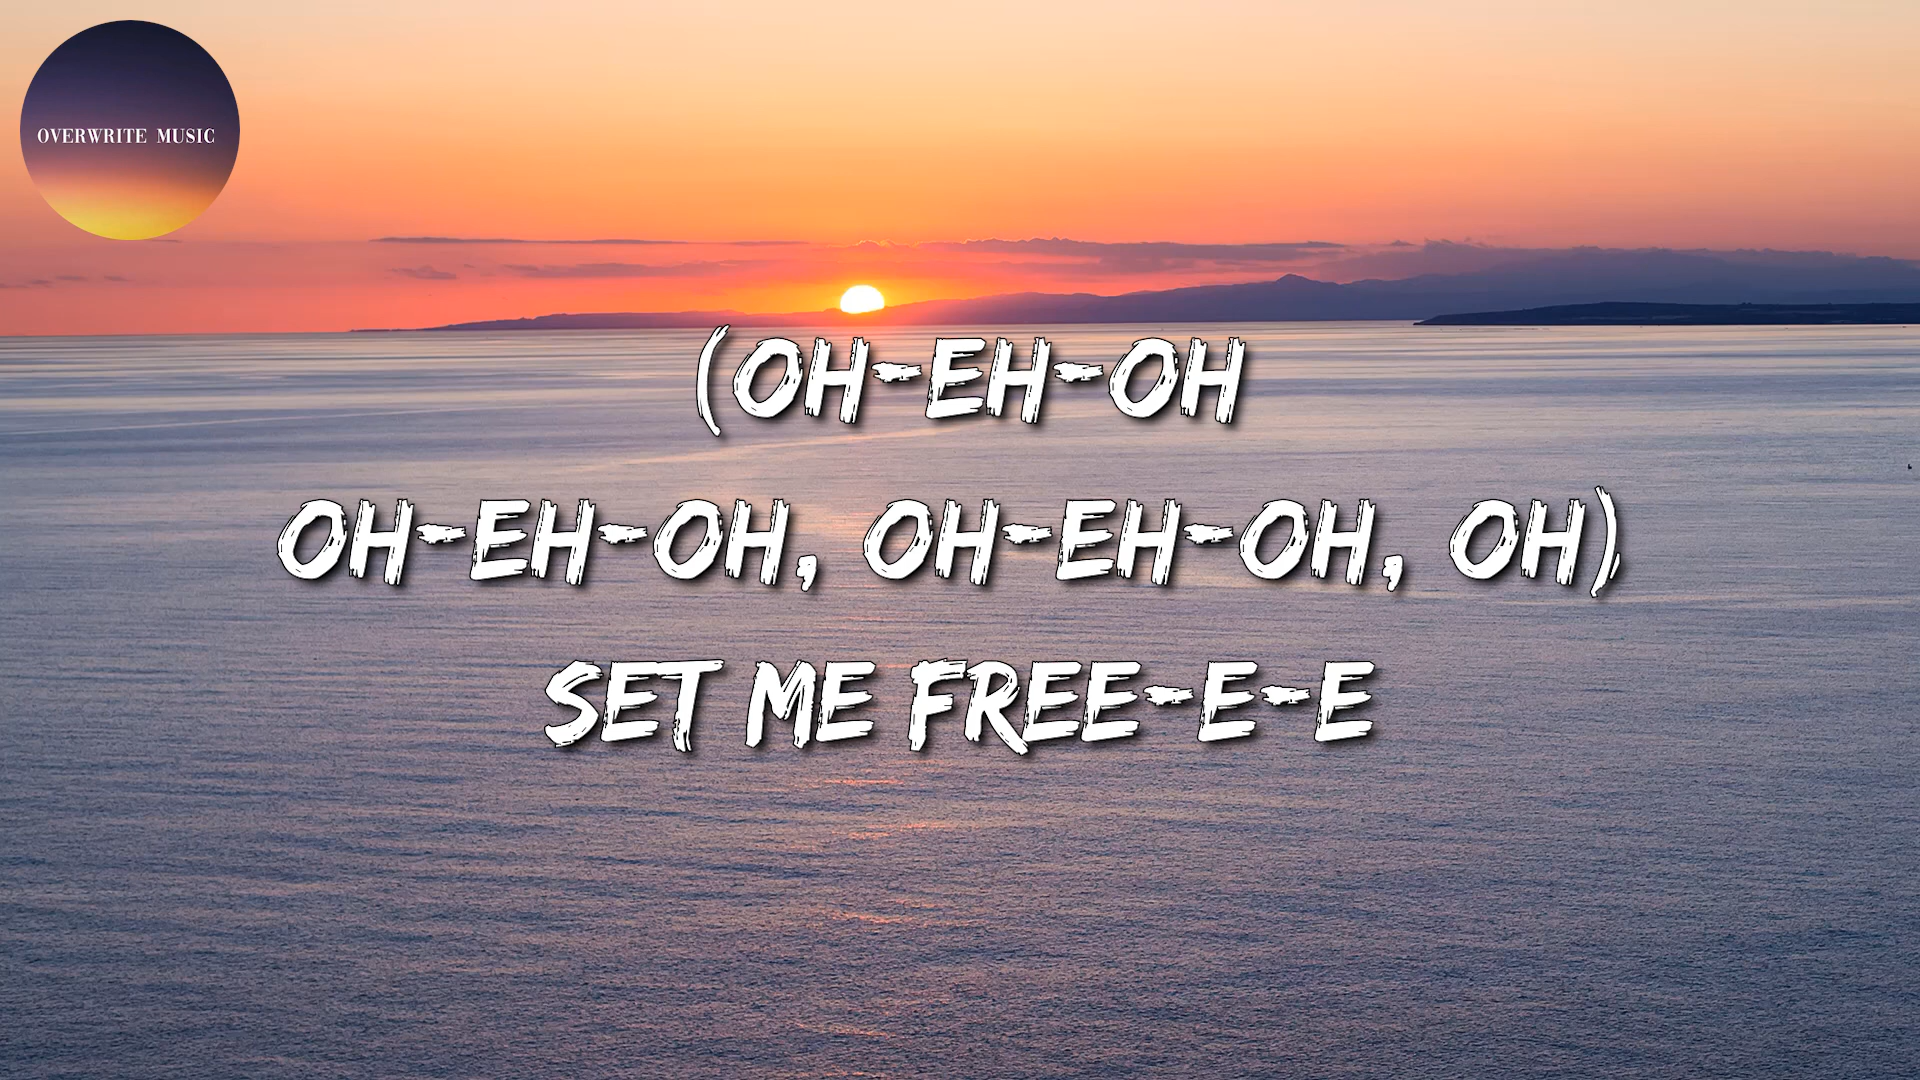 OVERWRITE MUSIC
(OH-EH-OH
OH-EH-OH, OH-EH-OH, OH)
SET ME FREE-E-E